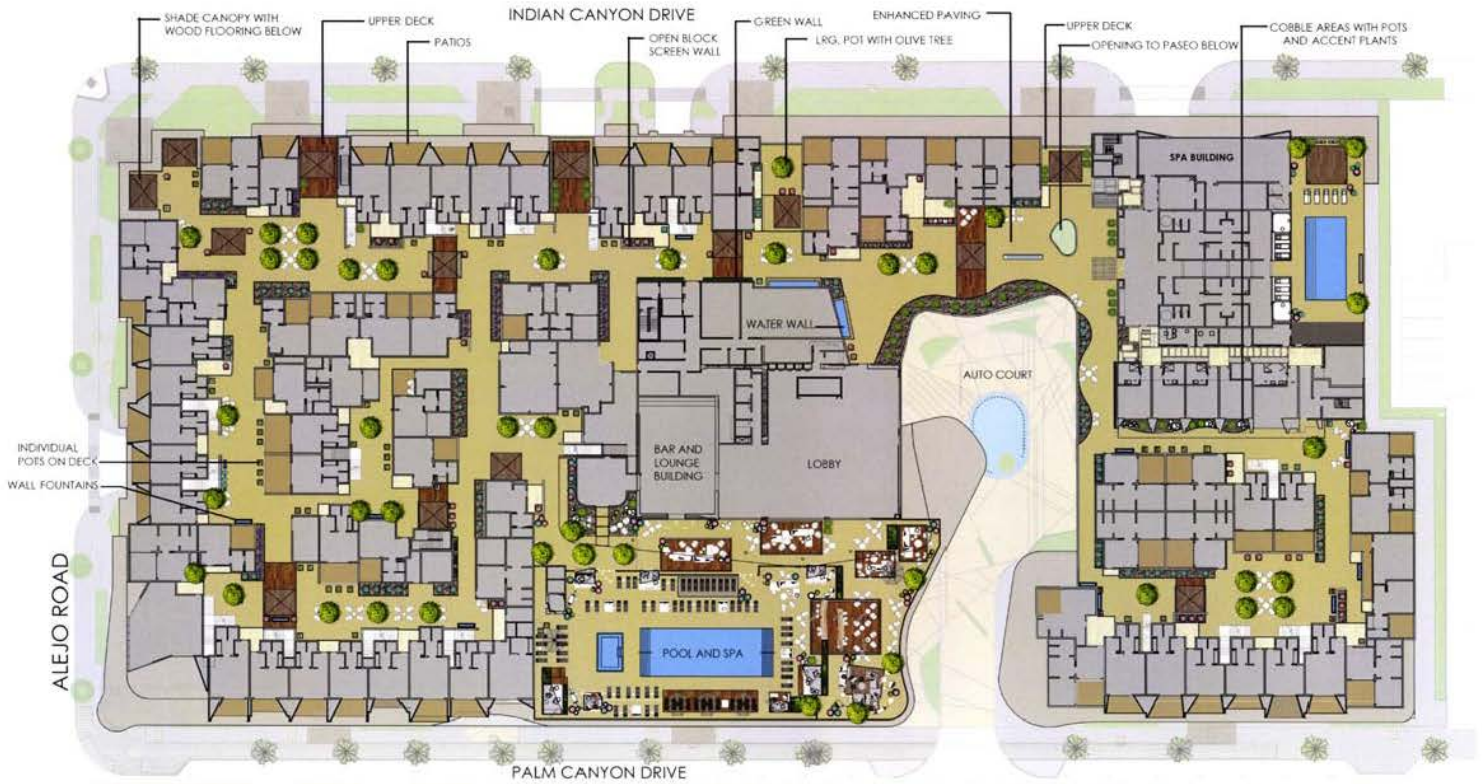 INDIAN CANYON DRIVE
SHADE CANOPY WITH
WOOD FLOORING BELOW
UPPER DECK
PATIOS
OPEN BLOCK
SCREEN WALL
GREEN WALL
LRG. POT WITH OLIVE TREE
ENHANCED PAVING
UPPER DECK
OPENING TO PASEO BELOW
COBBLE AREAS WITH POTS
AND ACCENT PLANTS
SPA BUILDING
WATER WALL
AUTO COURT
INDIVIDUAL
POTS ON DECK
WALL FOUNTAINS
BAR AND
LOUNGE
BUILDING
LOBBY
ALEJO ROAD
POOL AND SPA
PALM CANYON DRIVE